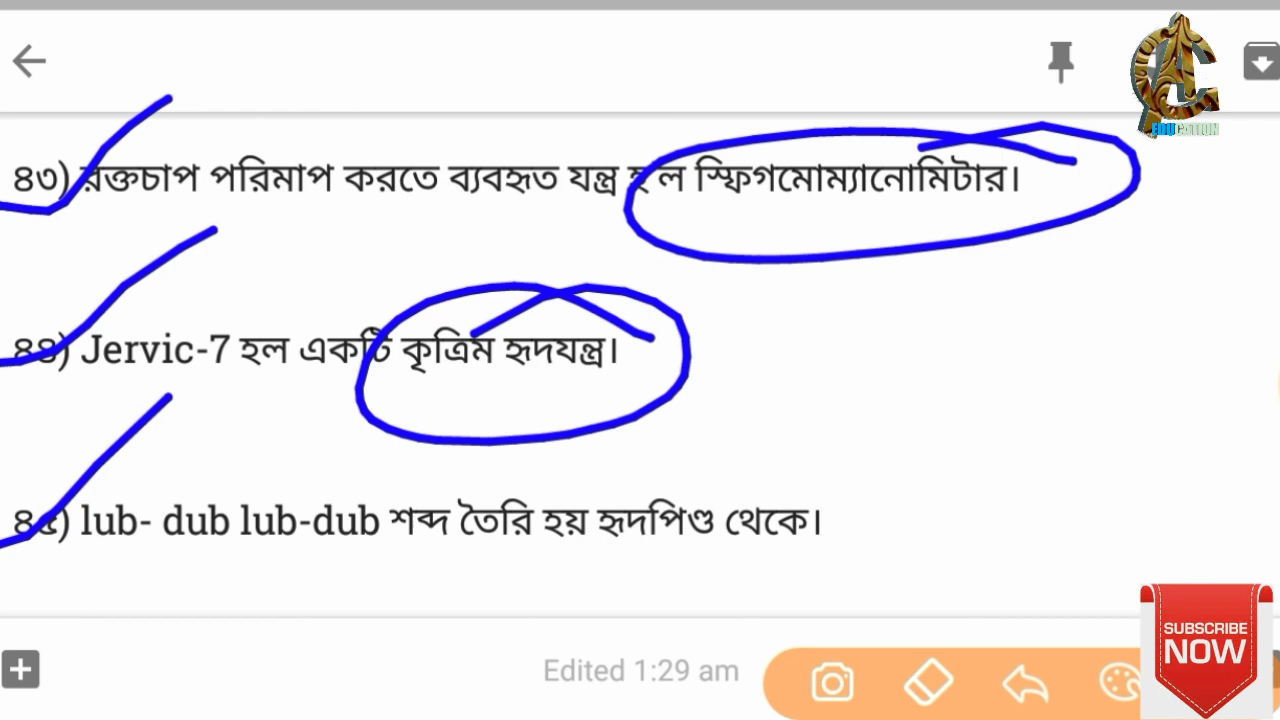 EDUCATION
৪৩) রক্তচাপ পরিমাপ করতে ব্যবহৃত যন্ত্র হ'ল স্ফিগমোম্যানোমিটার।
৪৪) Jervic-7 হল একটি কৃত্রিম হৃদযন্ত্র।
৪৫) lub- dub lub-dub শব্দ তৈরি হয় হৃদপিণ্ড থেকে।
Edited 1:29 am
SUBSCRIBE
NOW